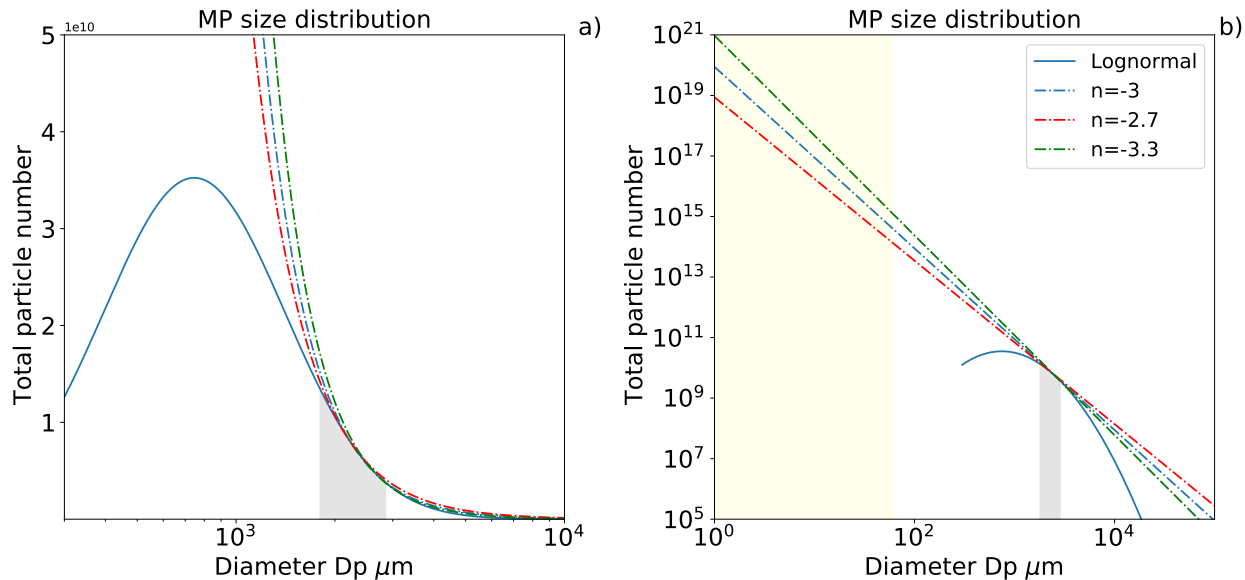 MP size distribution
a)
1e10
5
4
3
2
1
Total particle number
10³
10⁴
Diameter Dp μm
MP size distribution
b)
10²¹
10¹⁹
10¹⁷
10¹⁵
10¹³
10¹¹
10⁹
10⁷
10⁵
Total particle number
Lognormal
n=-3
n=-2.7
n=-3.3
10⁰
10²
10⁴
Diameter Dp μm